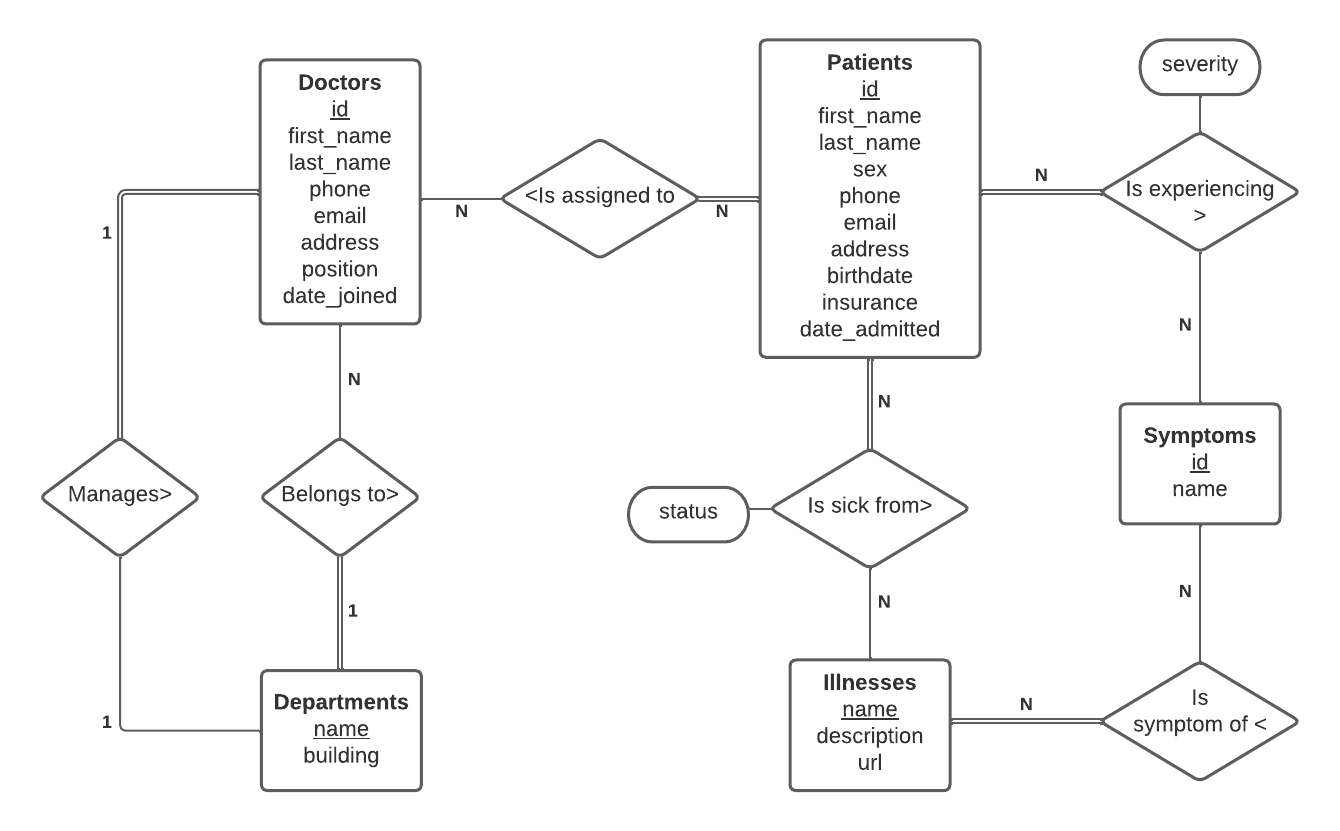 Doctors
id
first_name
last_name
phone
email
address
position
date_joined
<Is assigned to
N
N
Patients
id
first_name
last_name
sex
phone
email
address
birthdate
insurance
date_admitted
severity
N
Is experiencing
>
1
N
N
N
Symptoms
id
name
Manages>
Belongs to>
status
Is sick from>
1
N
N
1
Departments
name
building
Illnesses
name
description
url
N
Is
symptom of <